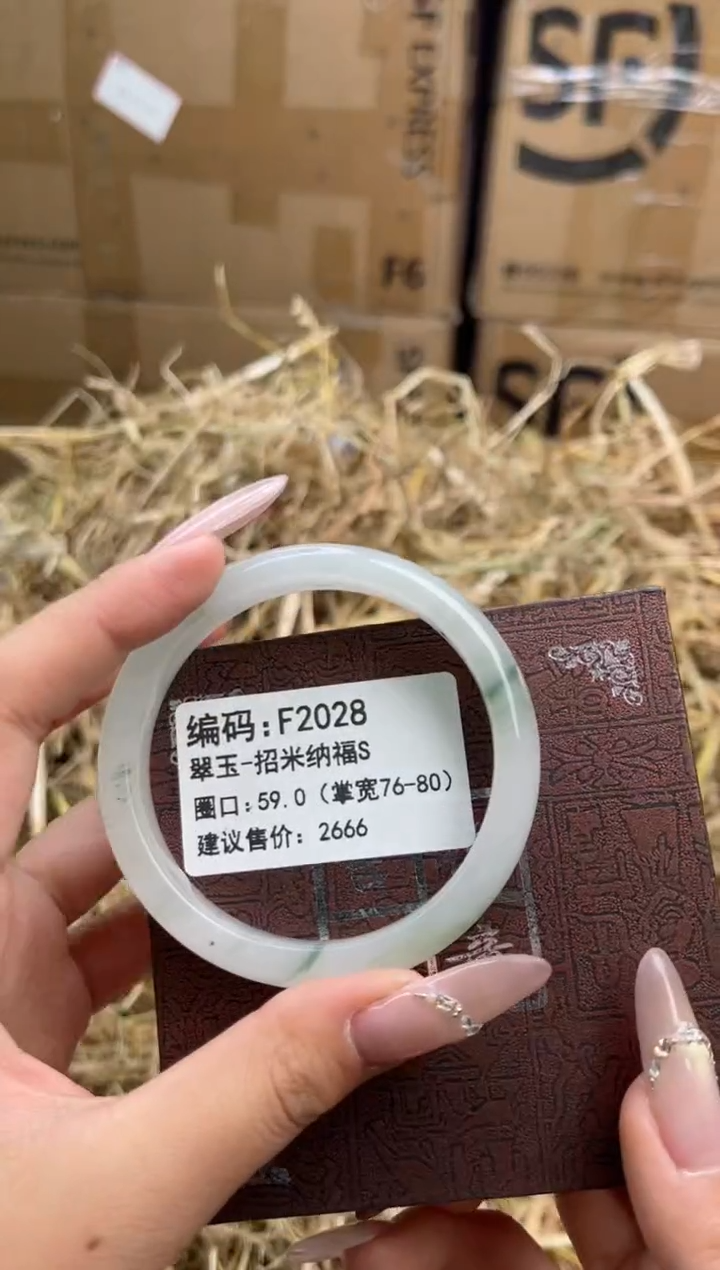 SF EXPRESS
SF
F6
SF
编码:F2028
翠玉-招米纳福S
圈口:59.0（掌宽76-80）
建议售价: 2666